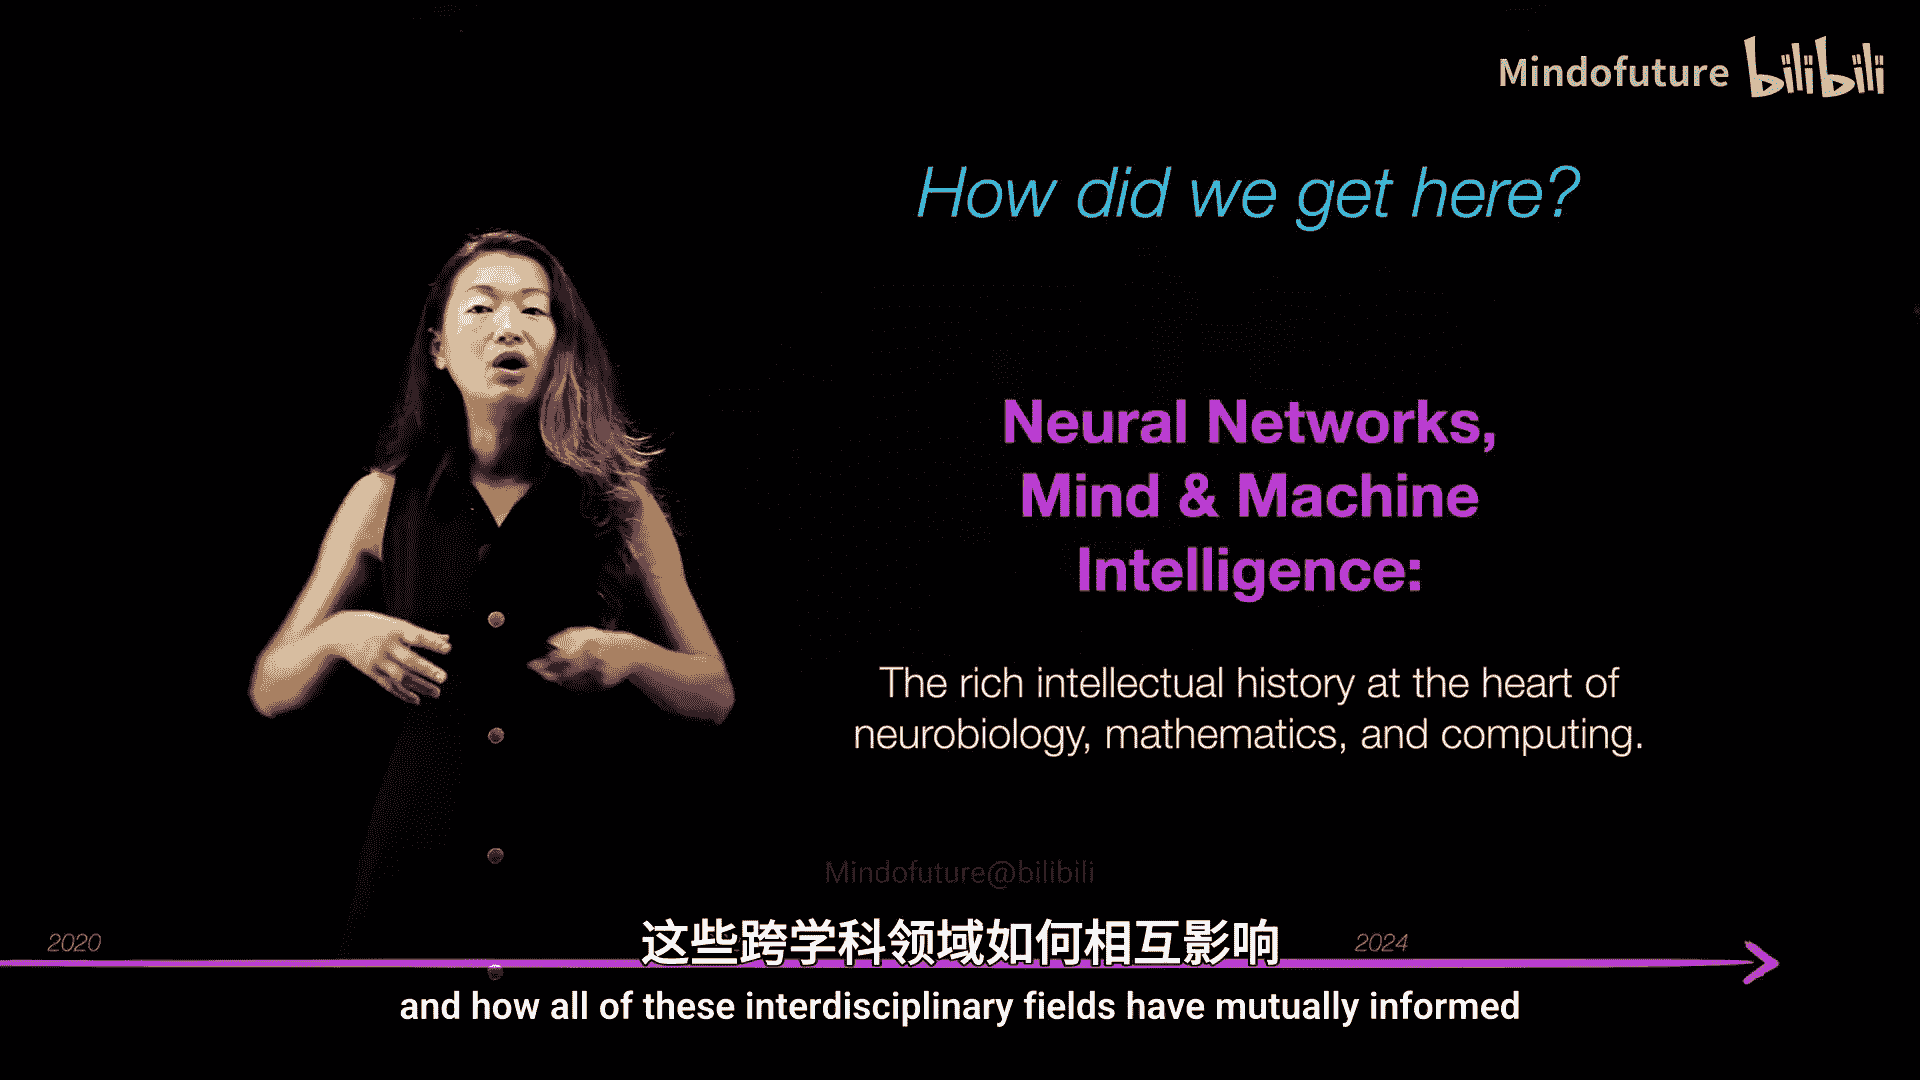 Mindofuture bilibili
How did we get here?
Neural Networks,
Mind & Machine
Intelligence:
The rich intellectual history at the heart of
neurobiology, mathematics, and computing.
Mindofuture@bilibili
2020
2024
这些跨学科领域如何相互影响
and how all of these interdisciplinary fields have mutually informed